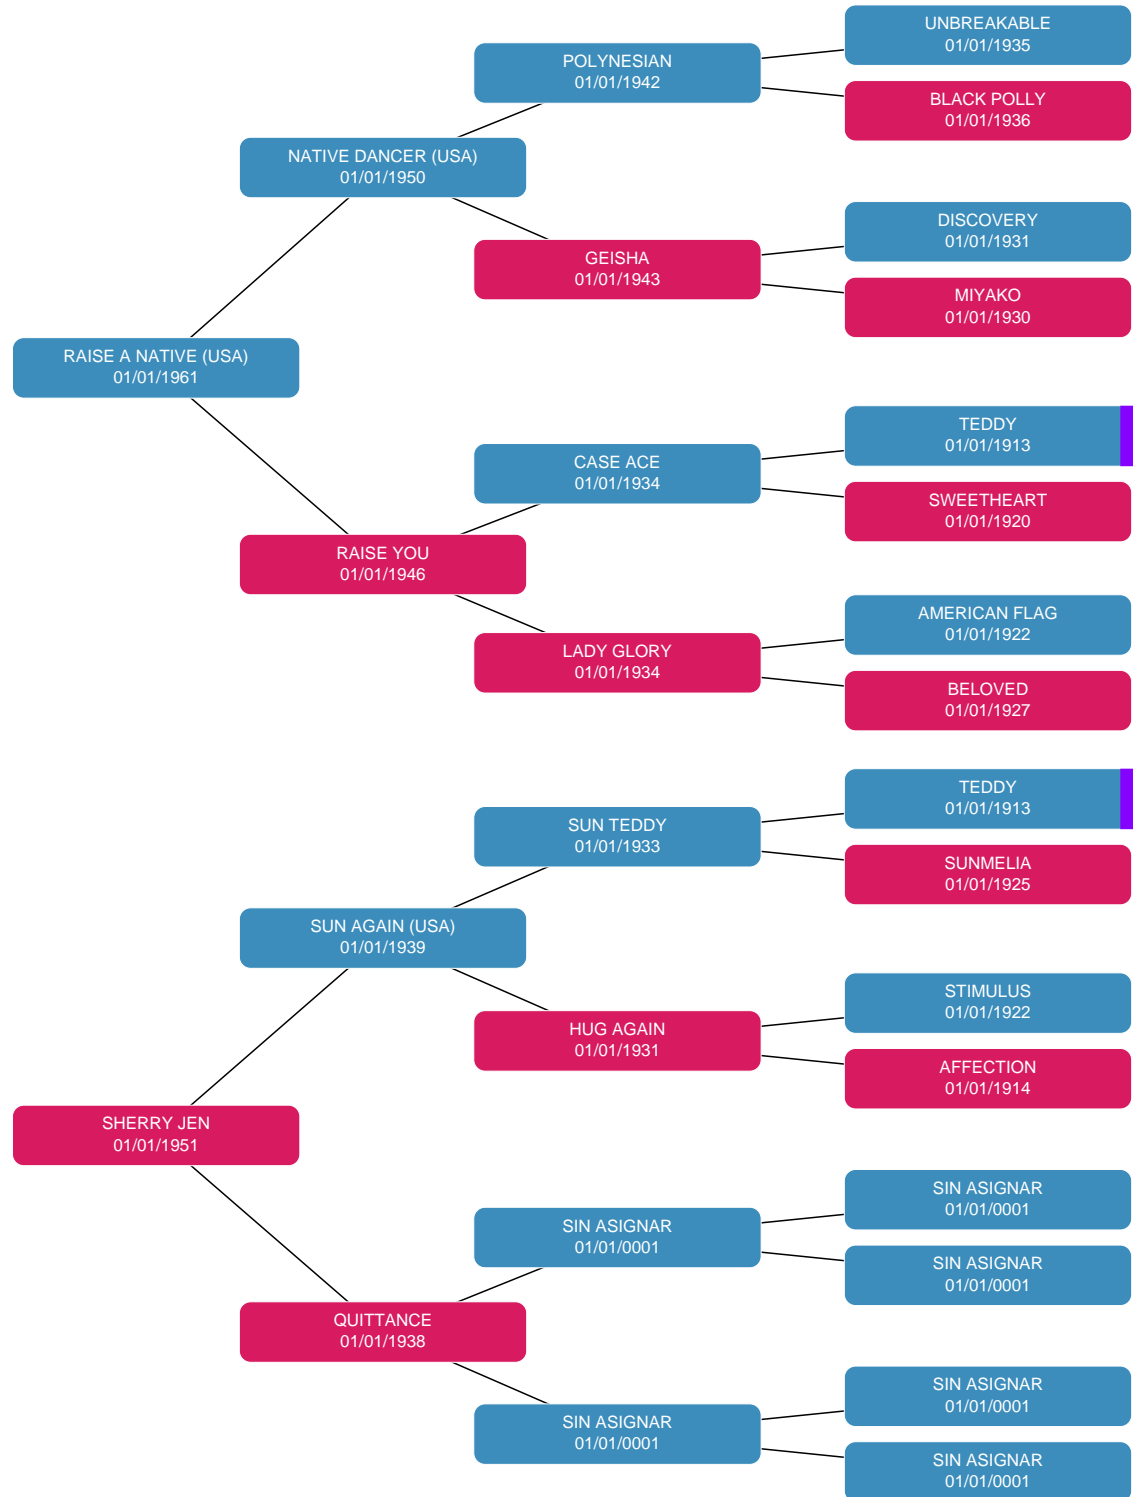 UNBREAKABLE
01/01/1935
POLYNESIAN
01/01/1942
BLACK POLLY
01/01/1936
NATIVE DANCER (USA)
01/01/1950
DISCOVERY
01/01/1931
GEISHA
01/01/1943
MIYAKO
01/01/1930
RAISE A NATIVE (USA)
01/01/1961
TEDDY
01/01/1913
CASE ACE
01/01/1934
SWEETHEART
01/01/1920
RAISE YOU
01/01/1946
AMERICAN FLAG
01/01/1922
LADY GLORY
01/01/1934
BELOVED
01/01/1927
TEDDY
01/01/1913
SUN TEDDY
01/01/1933
SUNMELIA
01/01/1925
SUN AGAIN (USA)
01/01/1939
STIMULUS
01/01/1922
HUG AGAIN
01/01/1931
AFFECTION
01/01/1914
SHERRY JEN
01/01/1951
SIN ASIGNAR
01/01/0001
SIN ASIGNAR
01/01/0001
SIN ASIGNAR
01/01/0001
QUITTANCE
01/01/1938
SIN ASIGNAR
01/01/0001
SIN ASIGNAR
01/01/0001
SIN ASIGNAR
01/01/0001